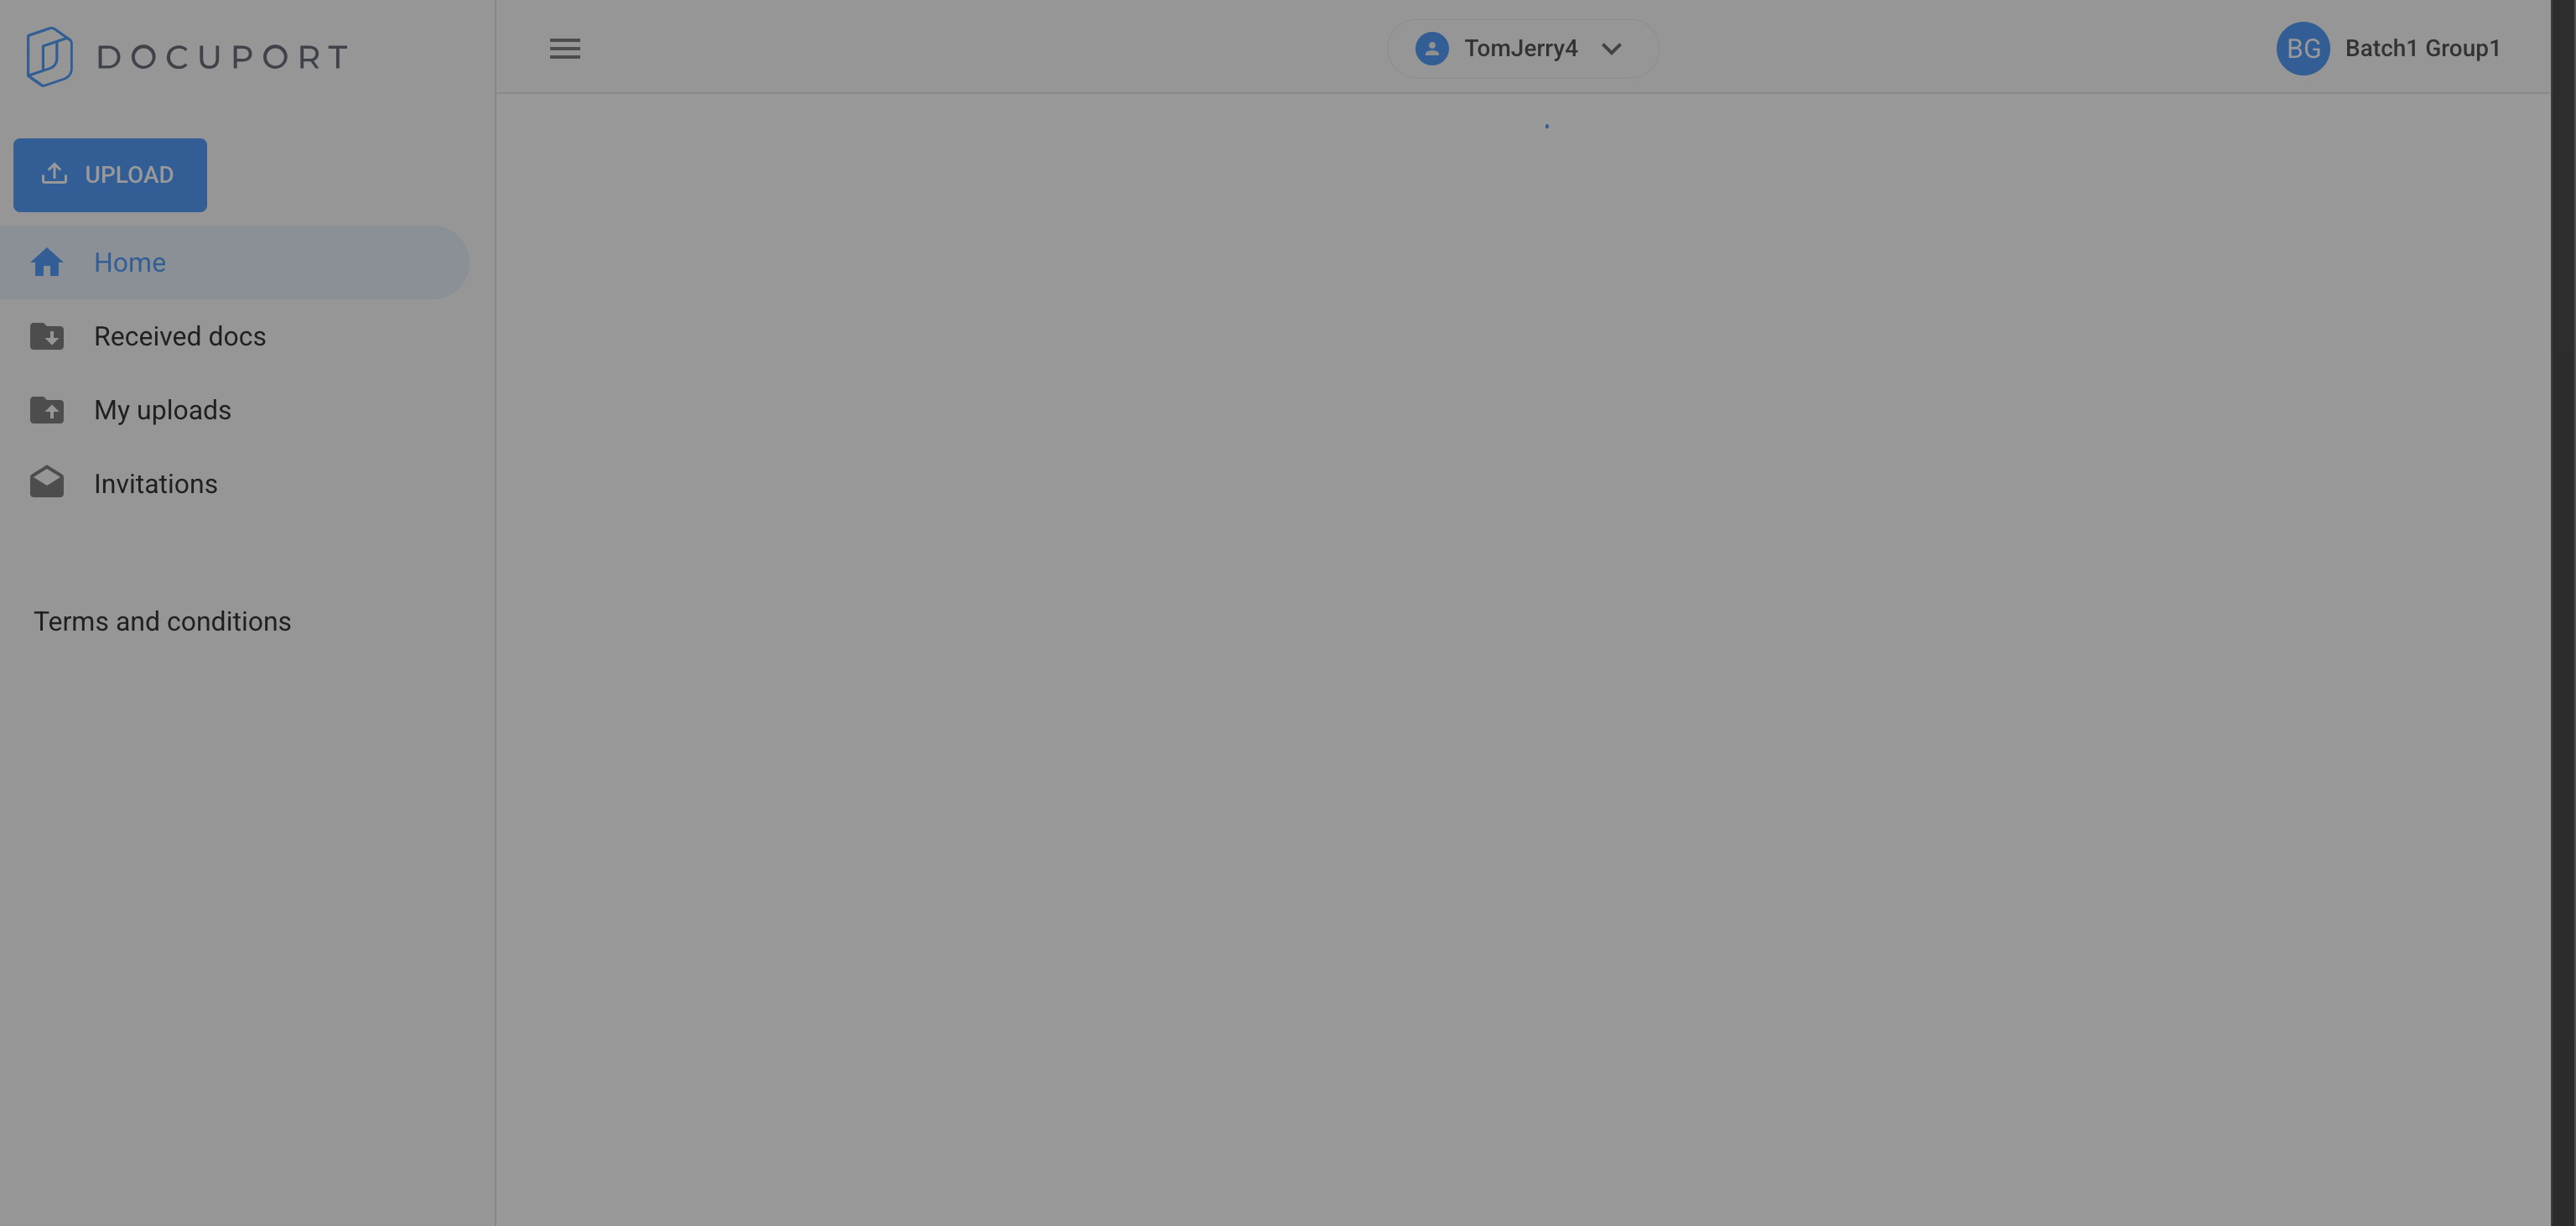 DOCUPORT
TomJerry4
BG Batch1 Group1
UPLOAD
Home
Received docs
My uploads
Invitations
Terms and conditions